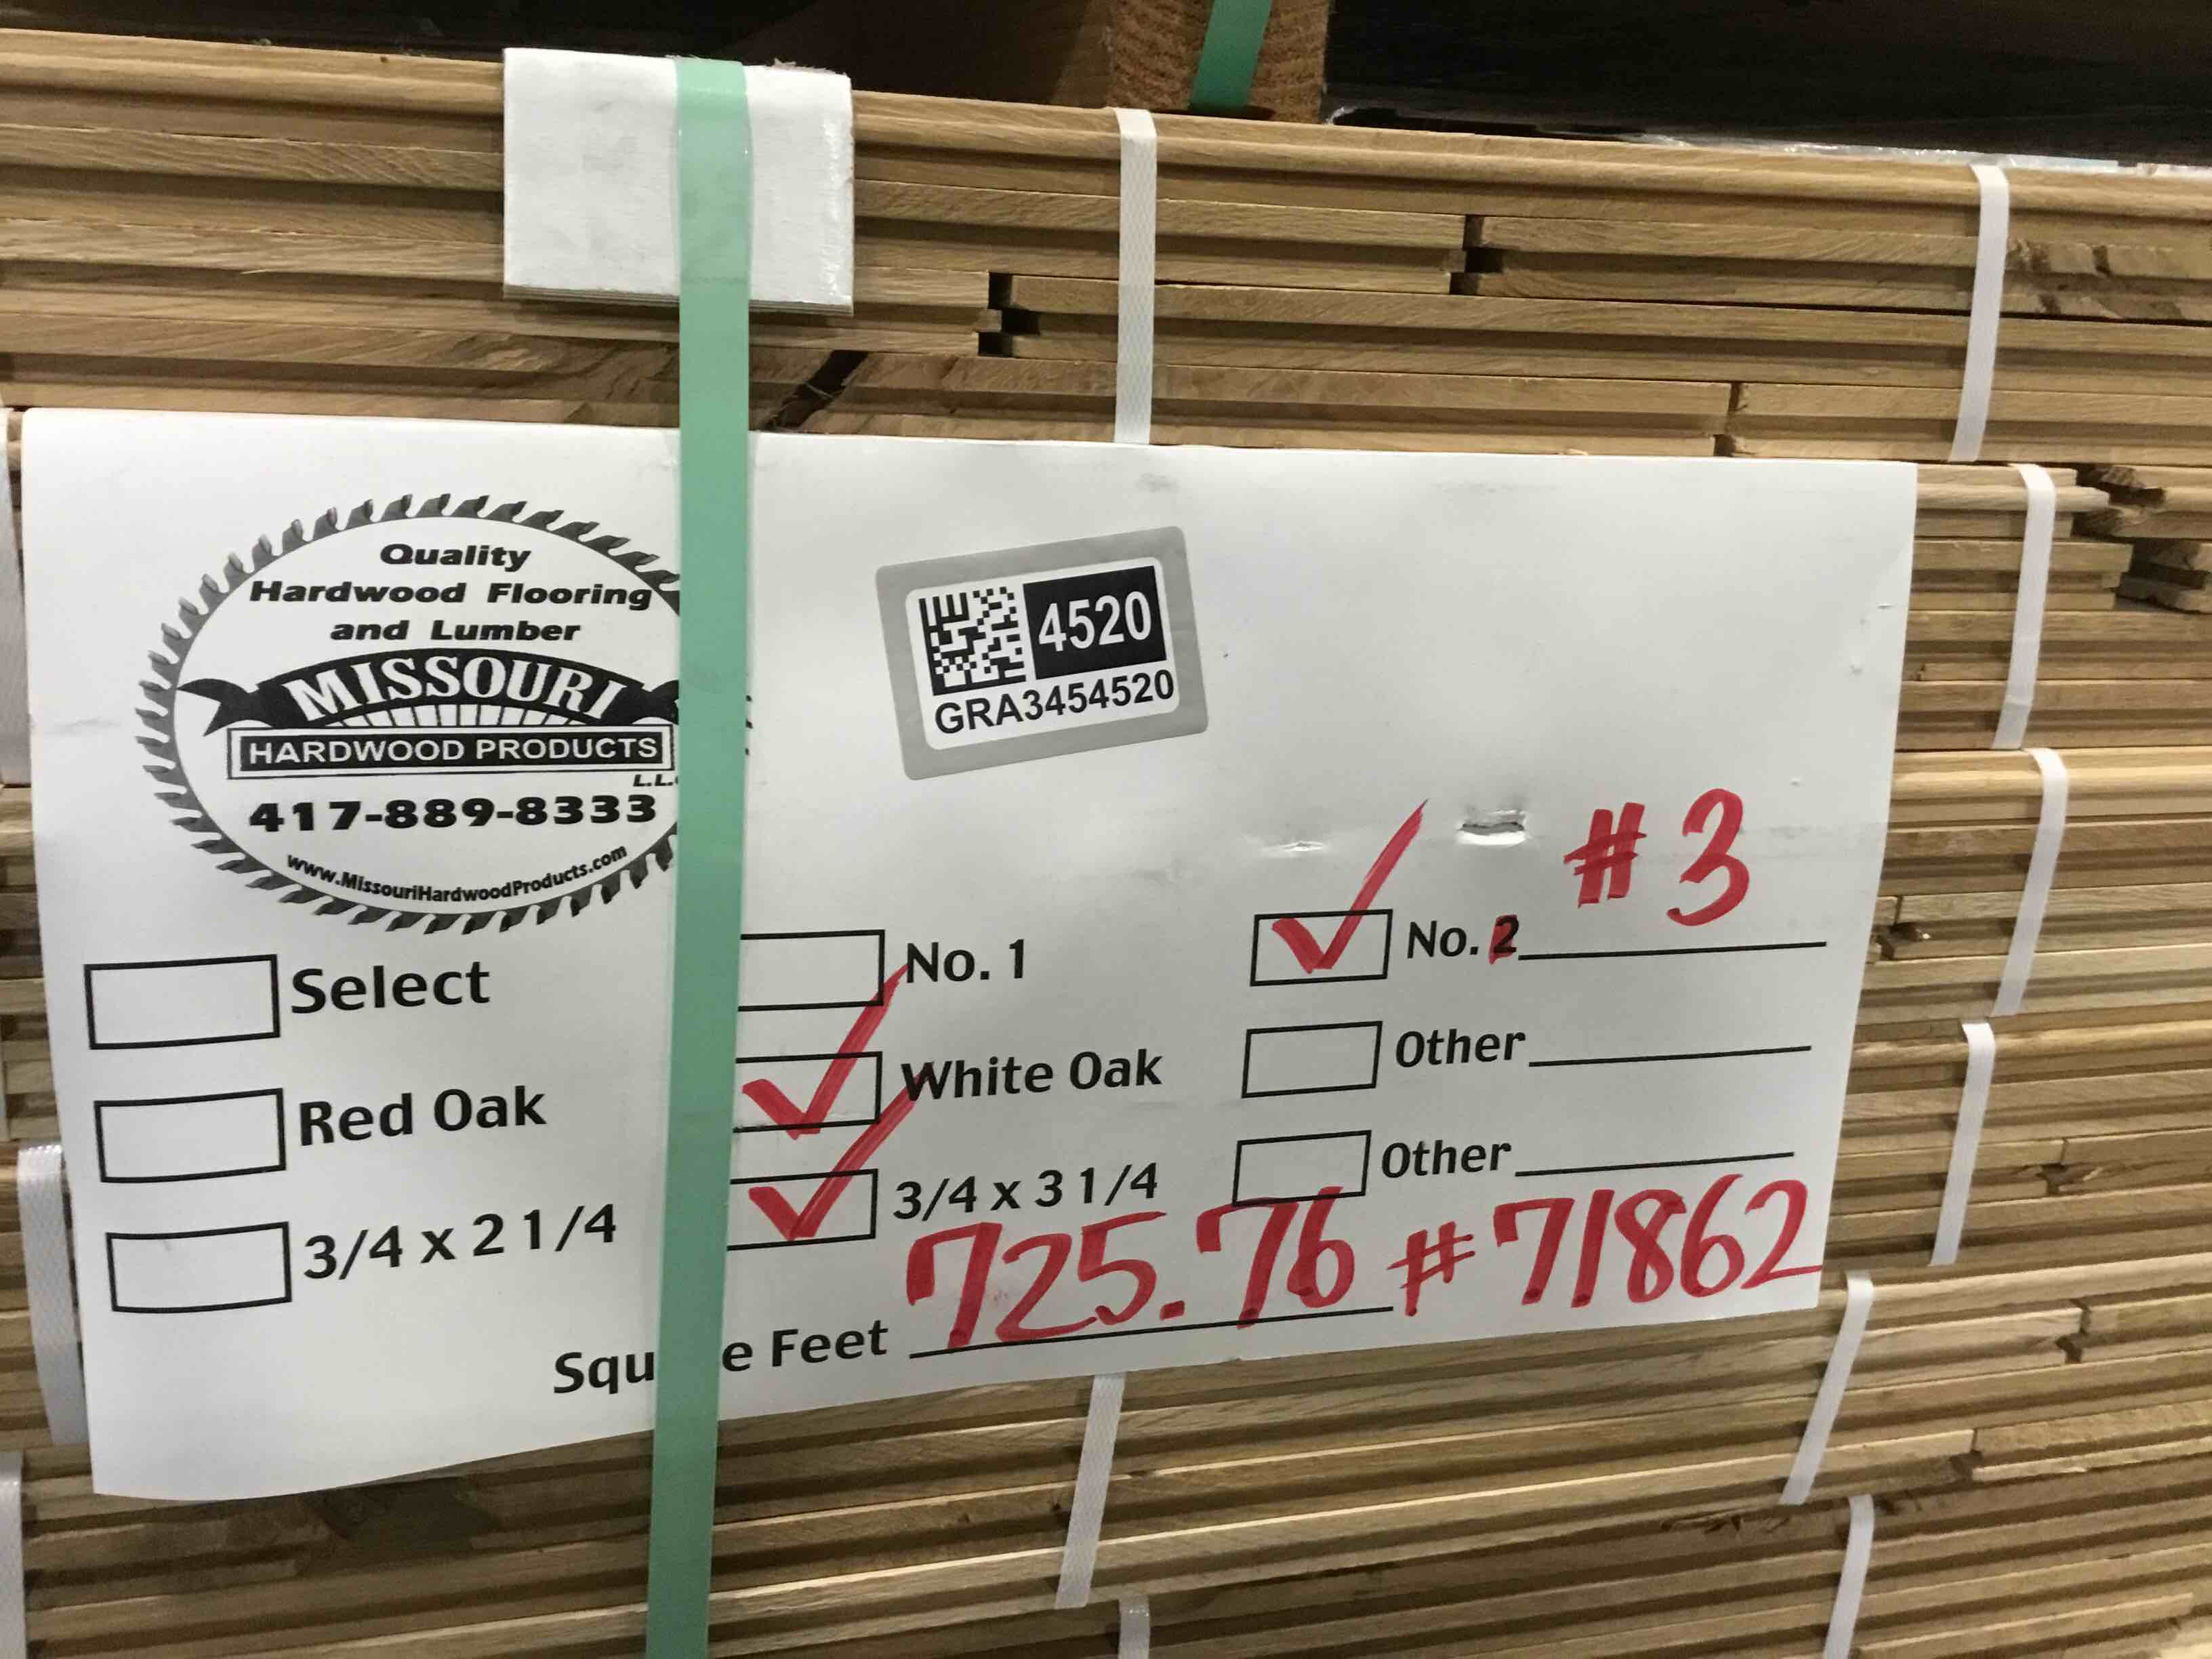 Quality
Hardwood Flooring
and Lumber
MISSOURI
HARDWOOD PRODUCTS
L.L.
417-889-8333
www.MissouriHardwoodProducts.com
4520
GRA3454520
#3
Select
No. 1
No. 2
Red Oak
White Oak
Other
3/4 x 2 1/4
3/4 x 3 1/4
Other
Squ e Feet 725.76 #71862